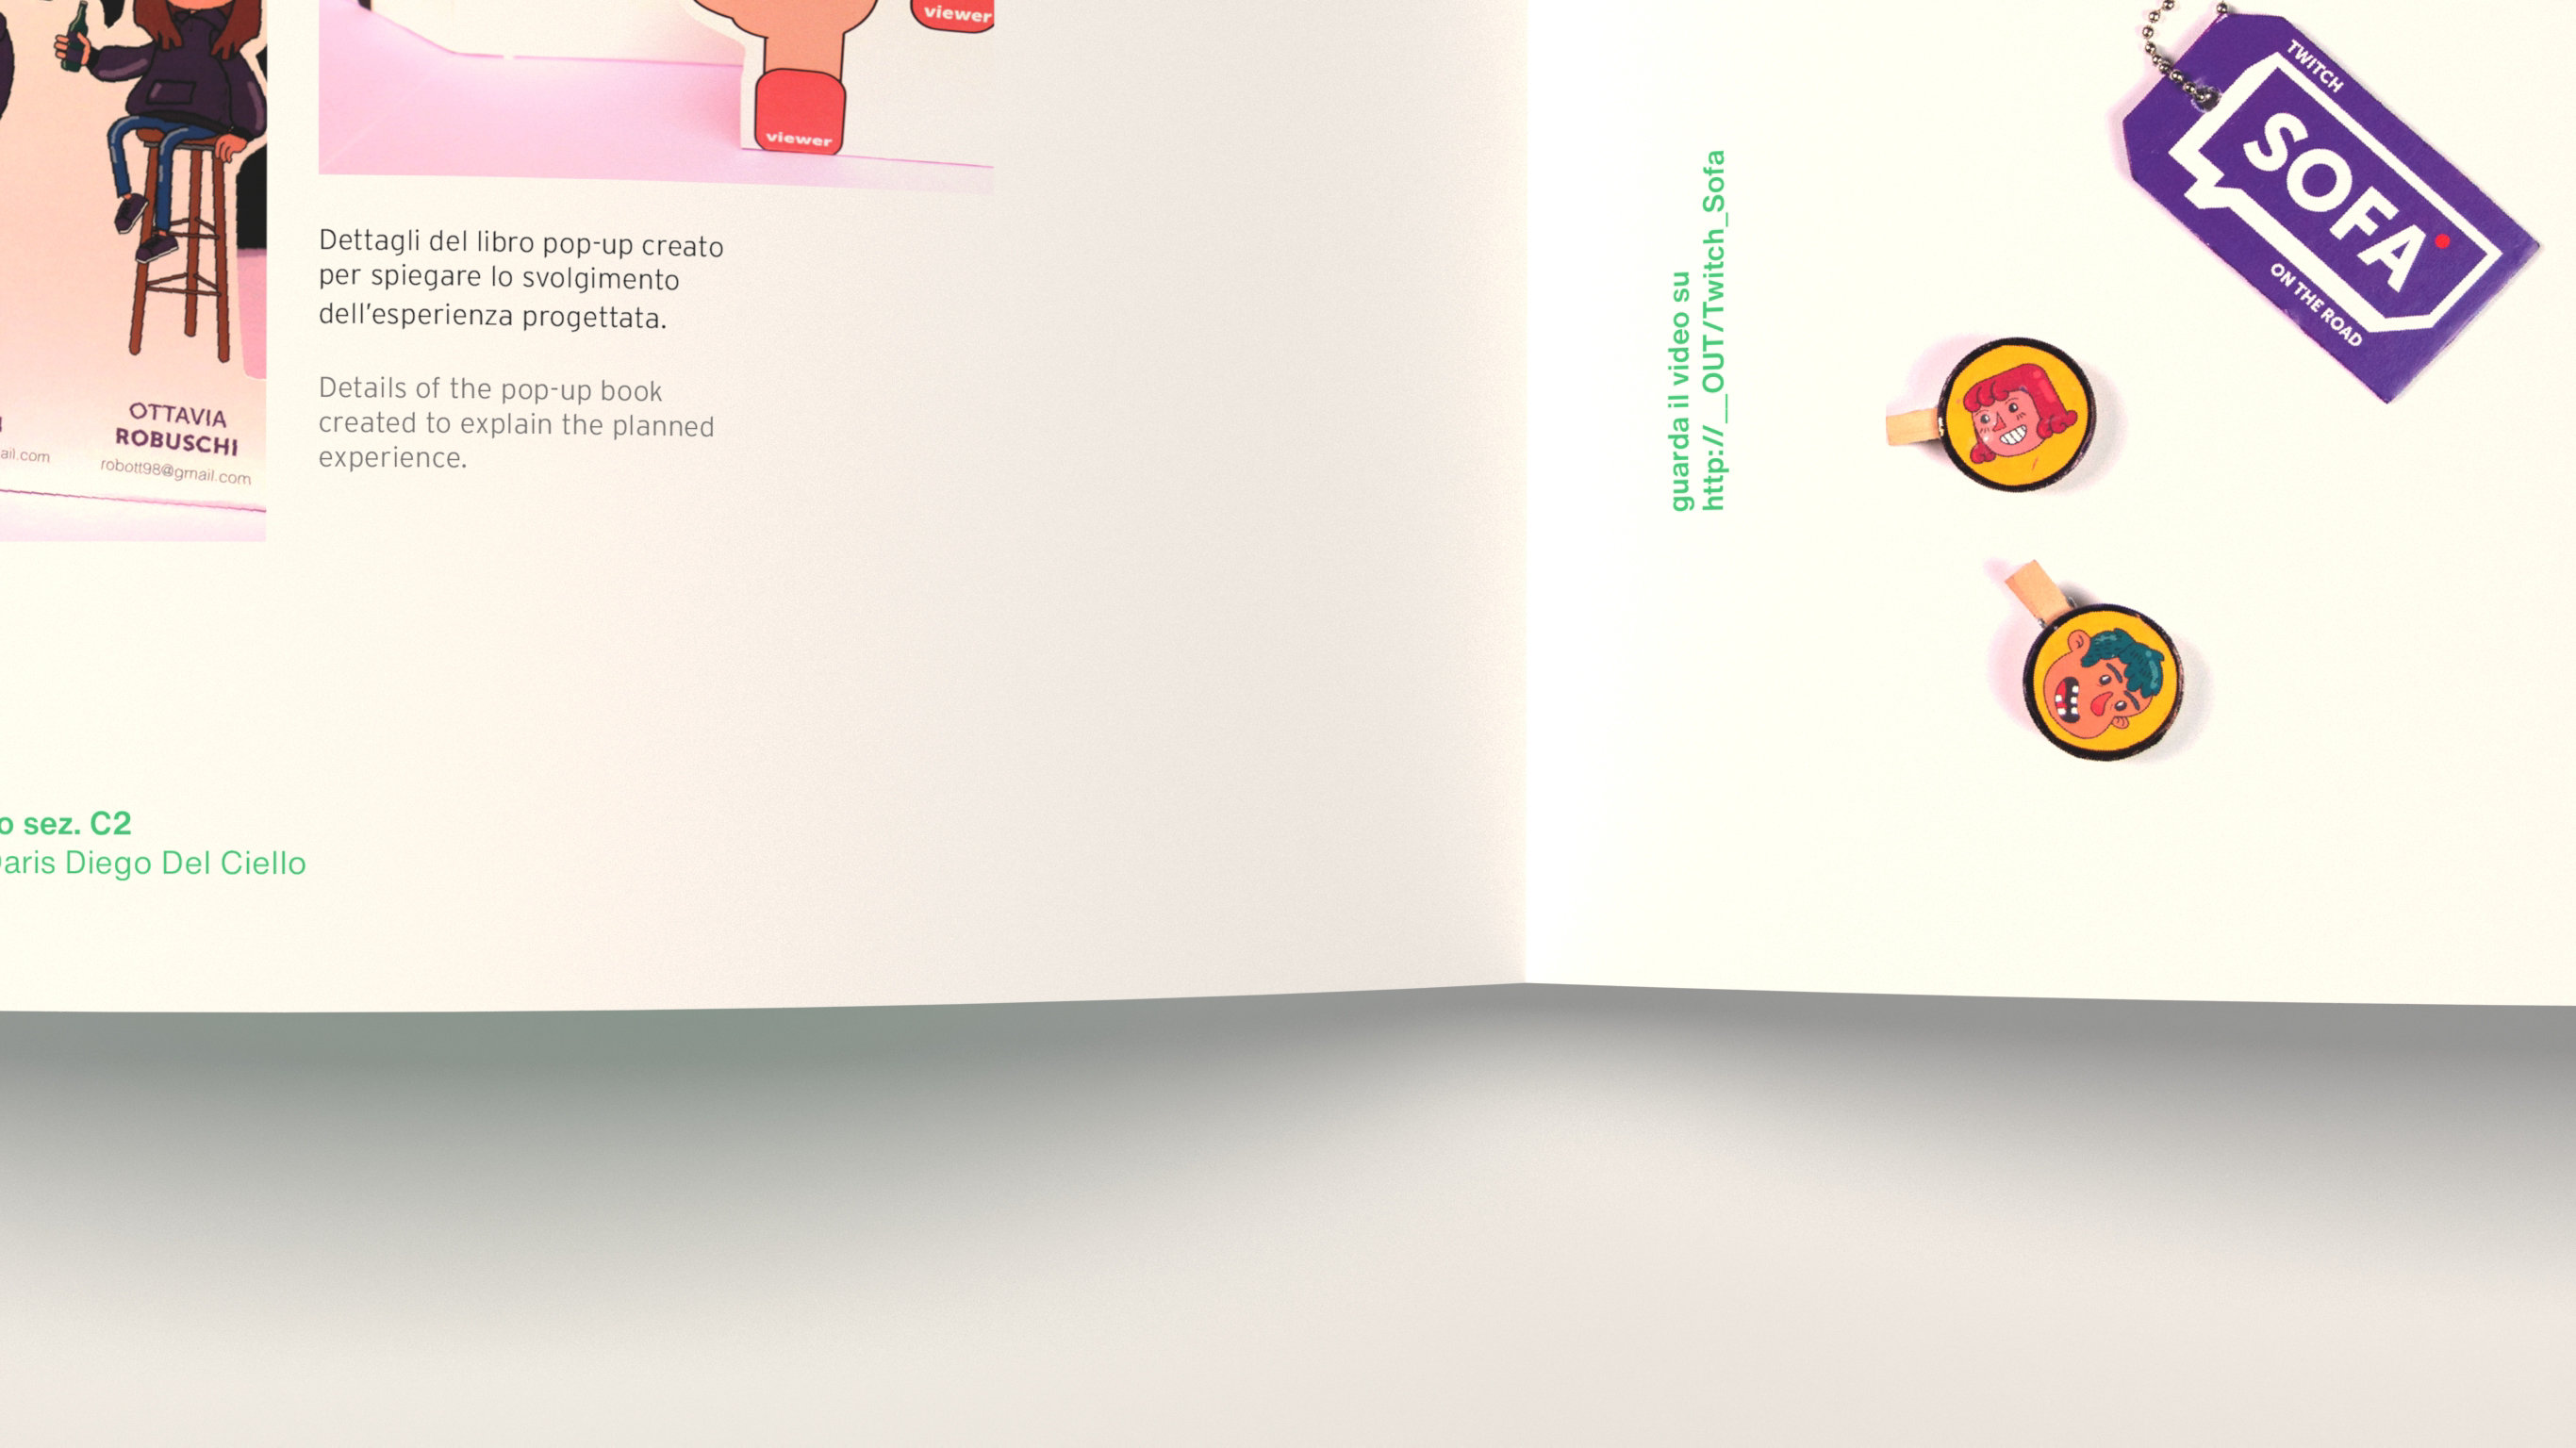 viewer
viewer
Dettagli del libro pop-up creato
per spiegare lo svolgimento
dell'esperienza progettata.
Details of the pop-up book
created to explain the planned
experience.
OTTAVIA
ROBUSCHI
ail.com
robott98@gmail.com
o sez. C2
aris Diego Del Ciello
guarda il video su
http://__OUT/Twitch_Sofa
TWITCH
SOFA
ON THE ROAD